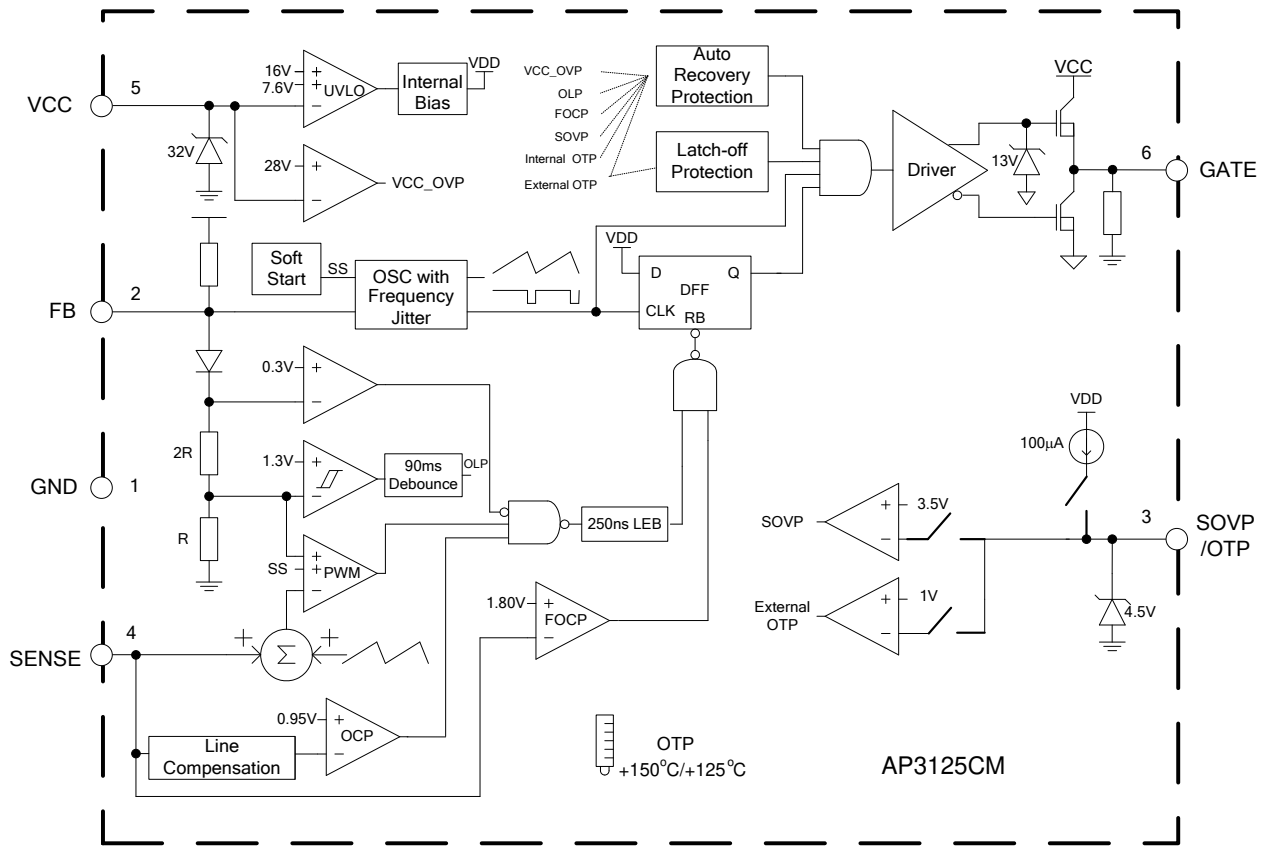 VCC
5
32V
16V
7.6V
+
+
−
UVLO
Internal
Bias
VDD
28V
+
−
VCC_OVP
VCC_OVP
OLP
FOCP
SOVP
Internal OTP
External OTP
Auto
Recovery
Protection
Latch-off
Protection
Driver
VCC
13V
6
GATE
FB
2
Soft
Start
SS
OSC with
Frequency
Jitter
VDD
D
Q
DFF
CLK
RB
0.3V
+
−
2R
1.3V
+
−
90ms
Debounce
OLP
GND
1
R
SS
+
+
−
PWM
250ns LEB
SENSE
4
+
Σ
+
1.80V
+
−
FOCP
0.95V
+
−
OCP
Line
Compensation
VDD
100µA
SOVP
+
−
3.5V
3
SOVP
/OTP
External
OTP
+
−
1V
4.5V
OTP
+150°C/+125°C
AP3125CM